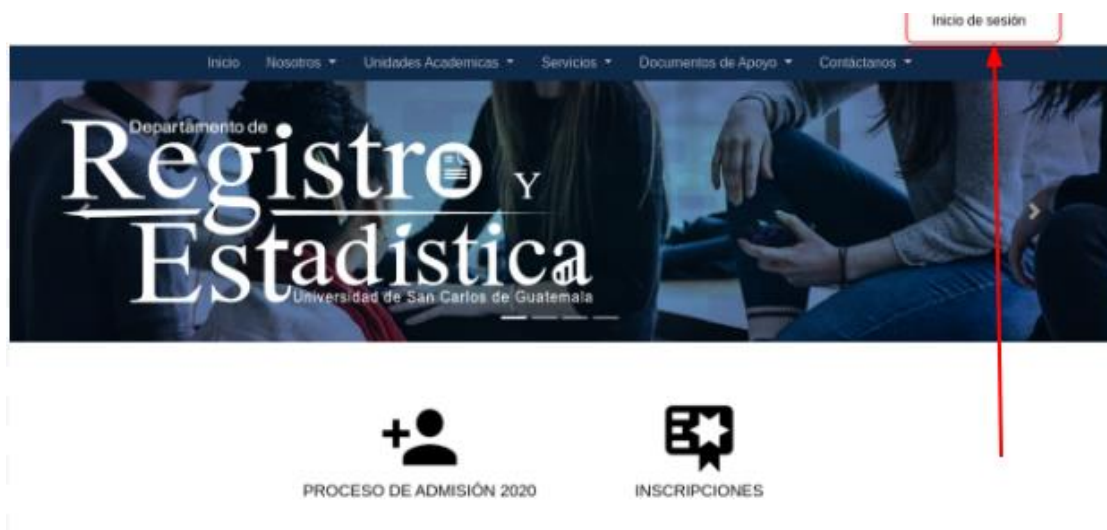 Inicio de sesión
Inicio Nosotros Unidades Academicas Servicios Documentos de Apoyo Contáctanos
Departamento de
Registro Y
Estadística
Universidad de San Carlos de Guatemala
PROCESO DE ADMISIÓN 2020
INSCRIPCIONES